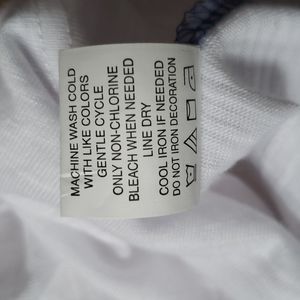 MACHINE WASH COLD
WITH LIKE COLORS
GENTLE CYCLE
ONLY NON-CHLORINE
BLEACH WHEN NEEDED
LINE DRY
COOL IRON IF NEEDED
DO NOT IRON DECORATION